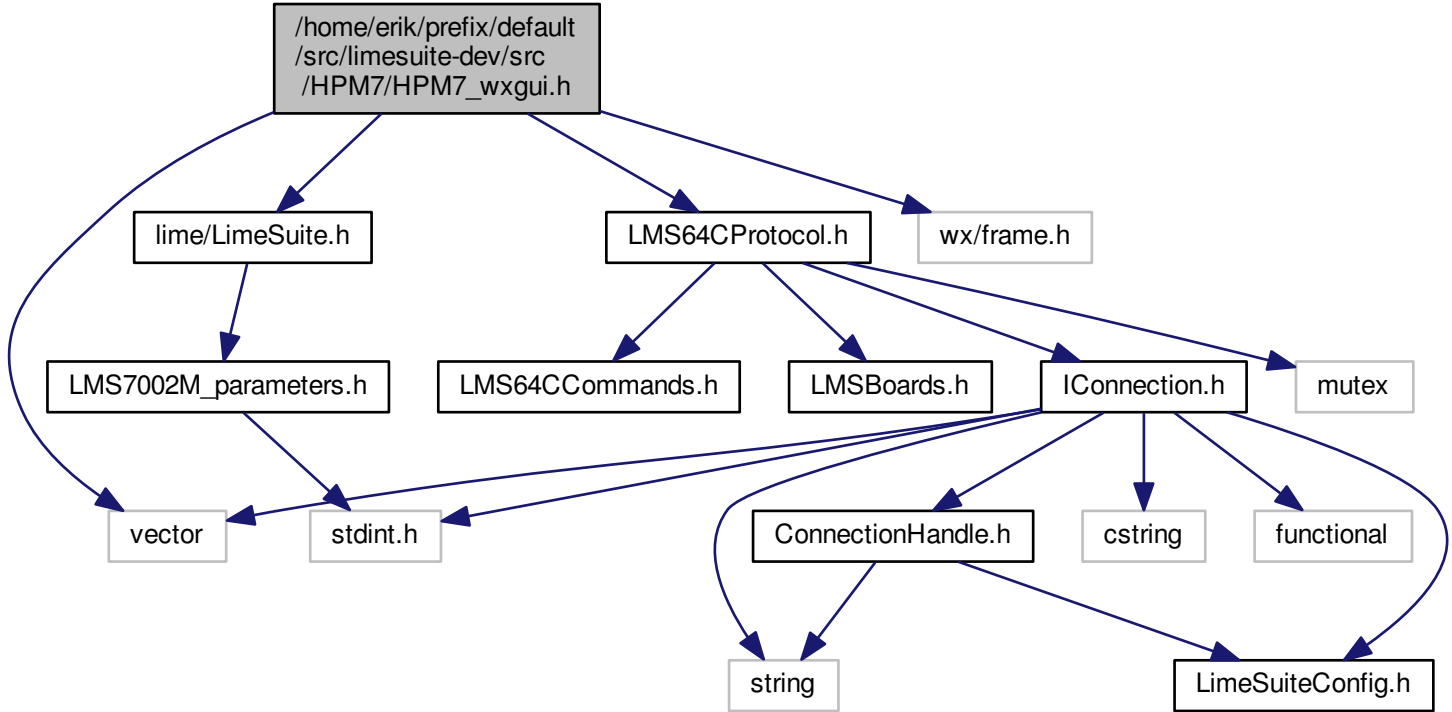 /home/erik/prefix/default
/src/limesuite-dev/src
/HPM7/HPM7_wxgui.h
lime/LimeSuite.h
LMS64CProtocol.h
wx/frame.h
LMS7002M_parameters.h
LMS64CCommands.h
LMSBoards.h
IConnection.h
mutex
vector
stdint.h
ConnectionHandle.h
cstring
functional
string
LimeSuiteConfig.h